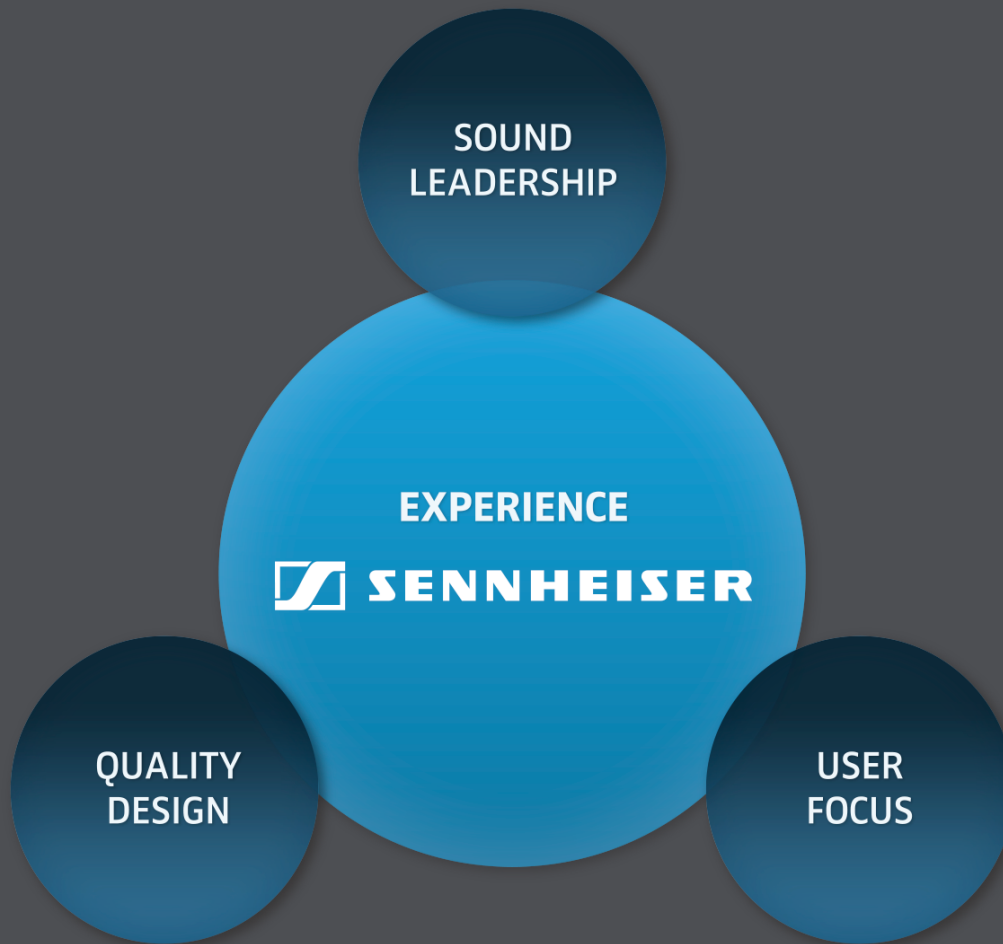 SOUND
LEADERSHIP
EXPERIENCE
SENNHEISER
QUALITY
DESIGN
USER
FOCUS